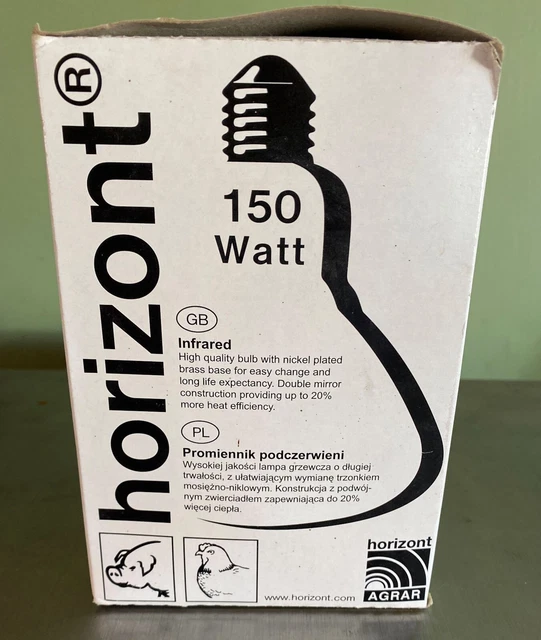 horizont®
150
Watt
GB
Infrared
High quality bulb with nickel plated
brass base for easy change and
long life expectancy. Double mirror
construction providing up to 20%
more heat efficiency.
PL
Promiennik podczerwieni
Wysokiej jakości lampa grzewcza o długiej
trwałości, z ułatwiającym wymianę trzonkiem
mosiężno-niklowym. Konstrukcja z podwój-
nym zwierciadłem zapewniająca do 20%
więcej ciepła.
www.horizont.com
horizont
AGRAR